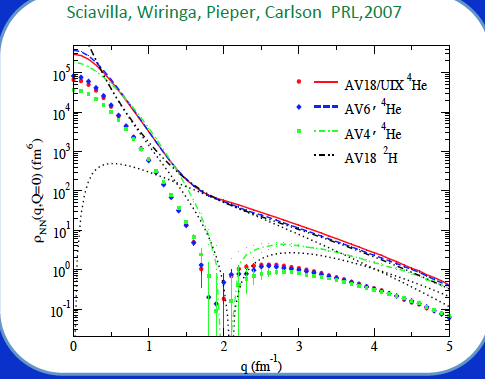 Sciavilla, Wiringa, Pieper, Carlson PRL,2007
10⁵
10⁴
10³
10²
10¹
10⁰
10⁻¹
ρNN(q,Q=0) (fm⁶)
AV18/UIX ⁴He
AV6′ ⁴He
AV4′ ⁴He
AV18 ²H
0 1 2 3 4 5
q (fm⁻¹)